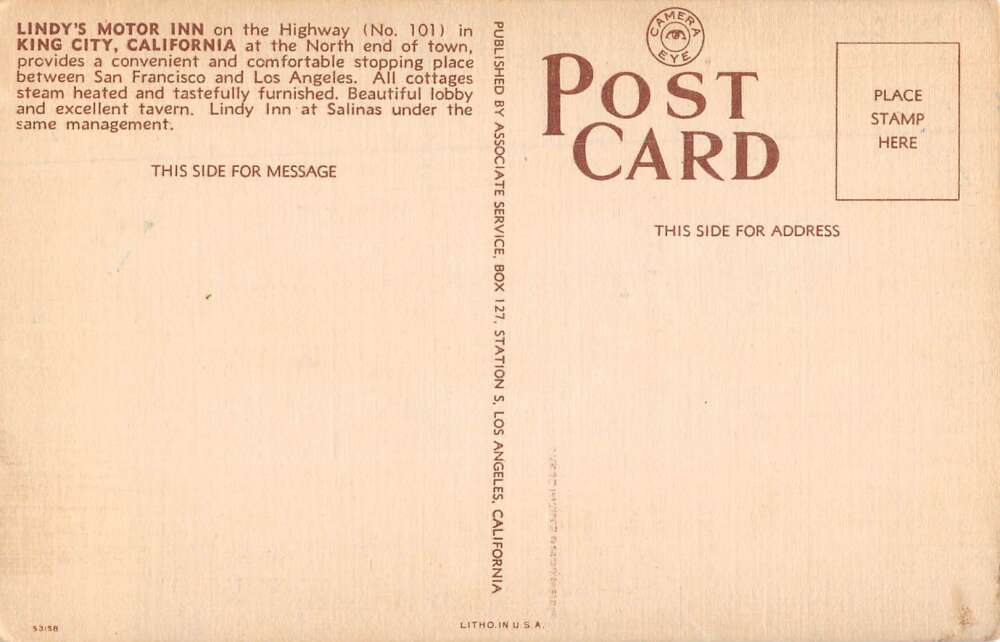 LINDY'S MOTOR INN on the Highway (No. 101) in
KING CITY, CALIFORNIA at the North end of town,
provides a convenient and comfortable stopping place
between San Francisco and Los Angeles. All cottages
steam heated and tastefully furnished. Beautiful lobby
and excellent tavern. Lindy Inn at Salinas under the
same management.
THIS SIDE FOR MESSAGE
PUBLISHED BY ASSOCIATE SERVICE, BOX 127, STATION S, LOS ANGELES, CALIFORNIA
CAMERA
EYE
POST
CARD
PLACE
STAMP
HERE
THIS SIDE FOR ADDRESS
5315B
LITHO.IN U.S.A.